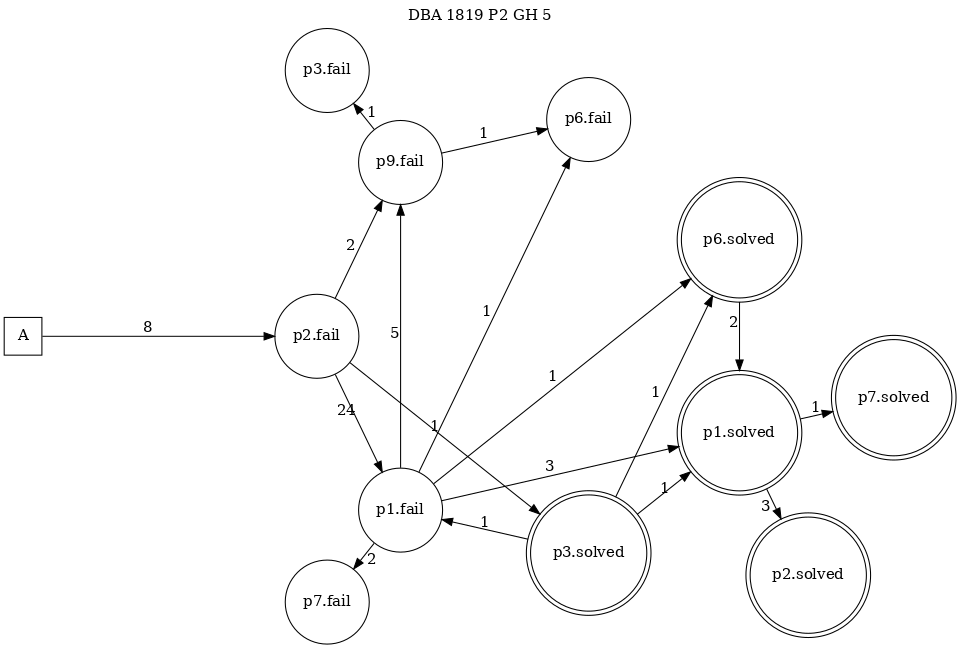 DBA 1819 P2 GH 5
p3.fail
1
p6.fail
p9.fail
1
2
p6.solved
1
A
8
p2.fail
5
2
1
1
p7.solved
24
1
3
p1.solved
1
1
p1.fail
1
3
p3.solved
2
p2.solved
p7.fail